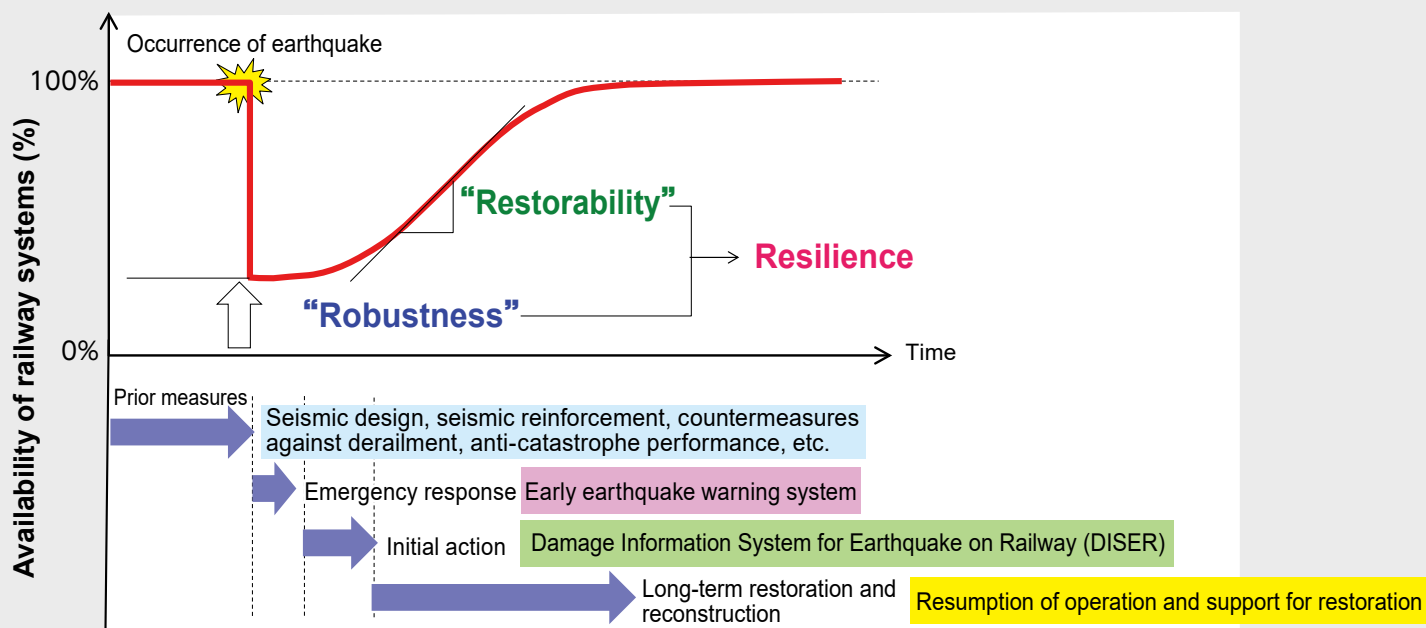 Occurrence of earthquake
100%
Availability of railway systems (%)
“Restorability”
Resilience
“Robustness”
0%
Time
Prior measures
Seismic design, seismic reinforcement, countermeasures
against derailment, anti-catastrophe performance, etc.
Emergency response
Early earthquake warning system
Initial action
Damage Information System for Earthquake on Railway (DISER)
Long-term restoration and
reconstruction
Resumption of operation and support for restoration